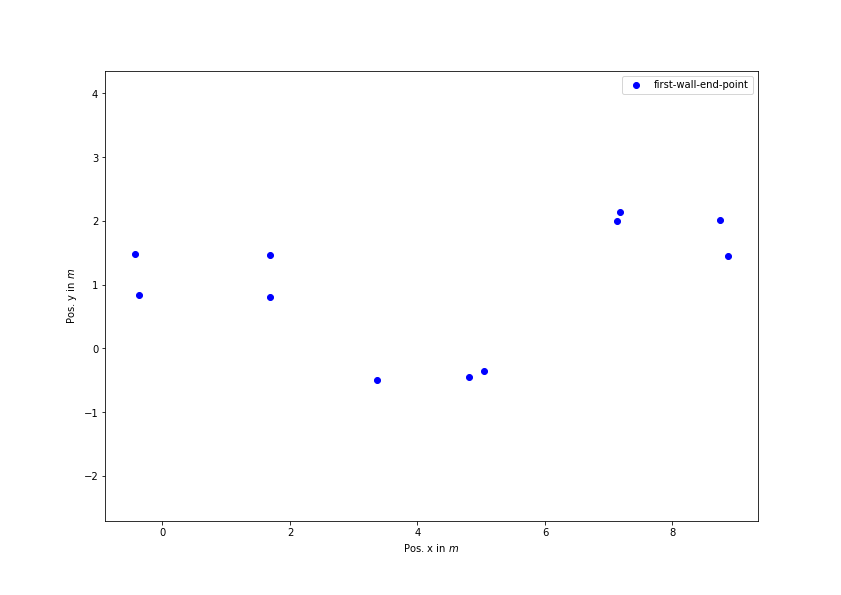 first-wall-end-point
4
3
2
1
0
−1
−2
Pos. y in m
0 2 4 6 8
Pos. x in m